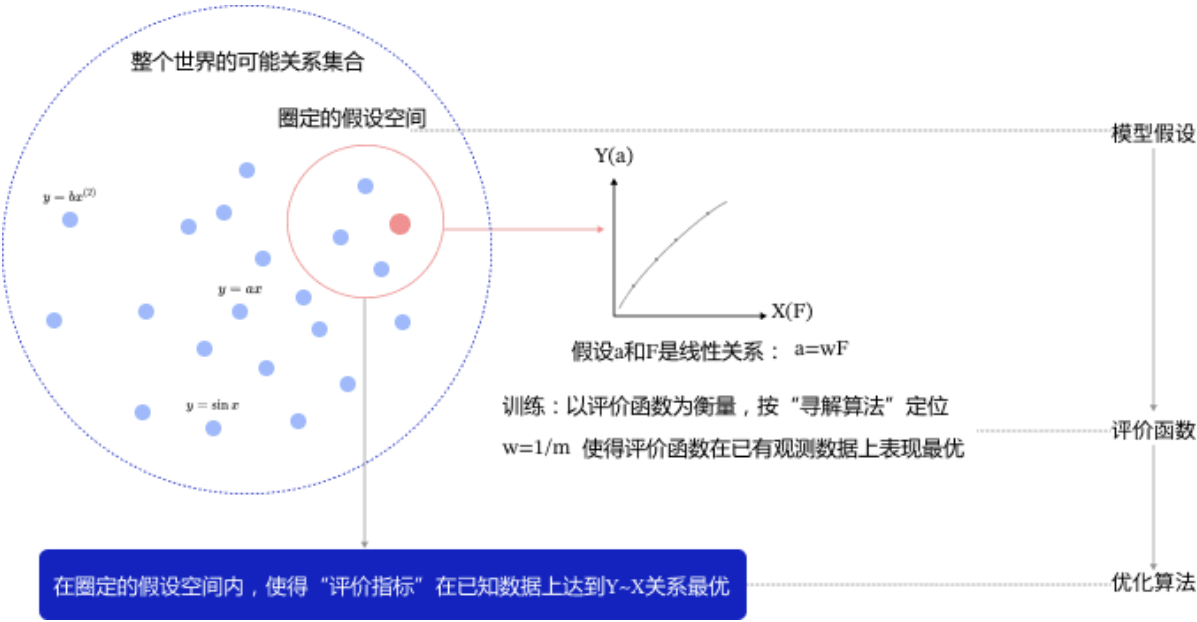 整个世界的可能关系集合
圈定的假设空间
模型假设
Y(a)
y = bx⁽²⁾
y = ax
X(F)
假设a和F是线性关系： a=wF
y = sin x
训练：以评价函数为衡量，按“寻解算法”定位
w=1/m 使得评价函数在已有观测数据上表现最优
评价函数
在圈定的假设空间内，使得“评价指标”在已知数据上达到Y~X关系最优
优化算法